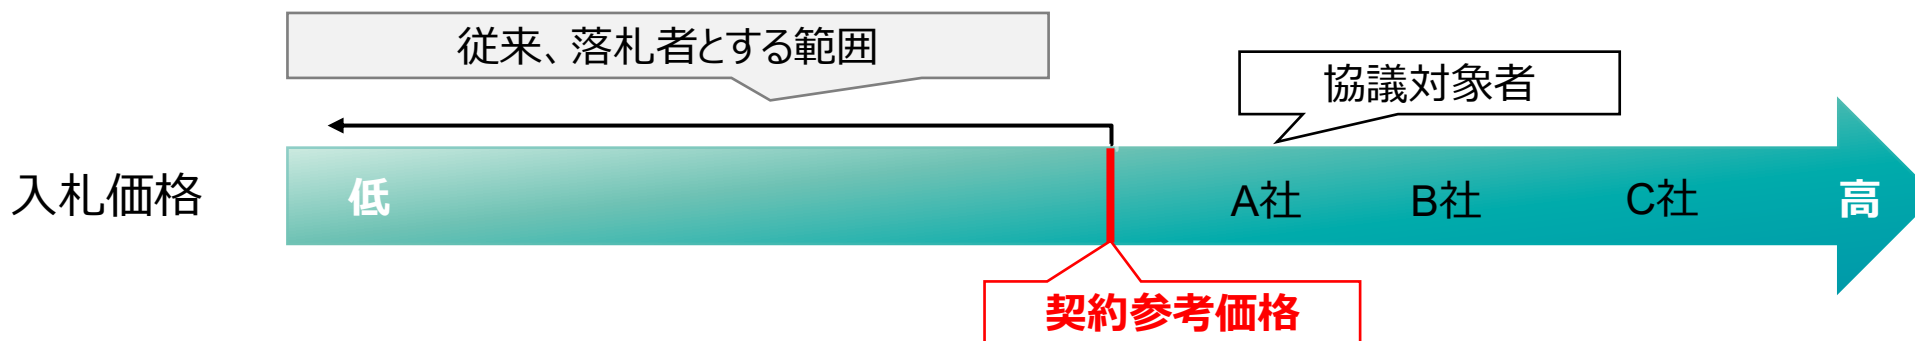 従来、落札者とする範囲
協議対象者
入札価格
低
A社
B社
C社
高
契約参考価格